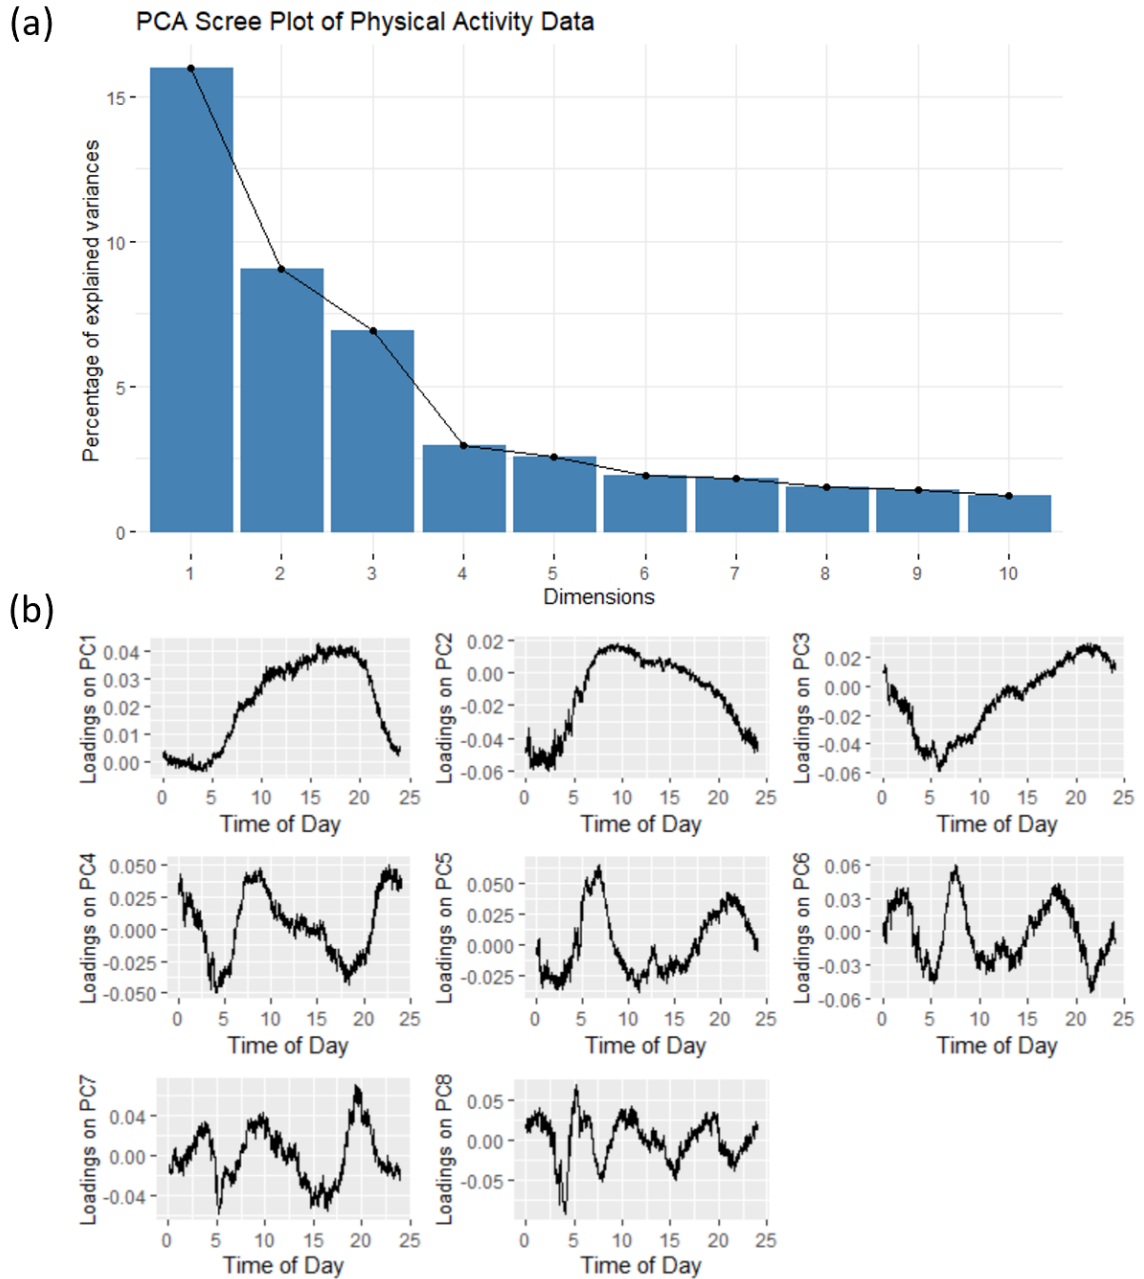 (a)
PCA Scree Plot of Physical Activity Data
Percentage of explained variances
15
10
5
0
1 2 3 4 5 6 7 8 9 10
Dimensions
(b)
Loadings on PC1
0.04
0.03
0.02
0.01
0.00
0 5 10 15 20 25
Time of Day
Loadings on PC2
0.02
0.00
-0.02
-0.04
-0.06
0 5 10 15 20 25
Time of Day
Loadings on PC3
0.02
0.00
-0.02
-0.04
-0.06
0 5 10 15 20 25
Time of Day
Loadings on PC4
0.050
0.025
0.000
-0.025
-0.050
0 5 10 15 20 25
Time of Day
Loadings on PC5
0.050
0.025
0.000
-0.025
0 5 10 15 20 25
Time of Day
Loadings on PC6
0.06
0.03
0.00
-0.03
-0.06
0 5 10 15 20 25
Time of Day
Loadings on PC7
0.04
0.00
-0.04
0 5 10 15 20 25
Time of Day
Loadings on PC8
0.05
0.00
-0.05
0 5 10 15 20 25
Time of Day